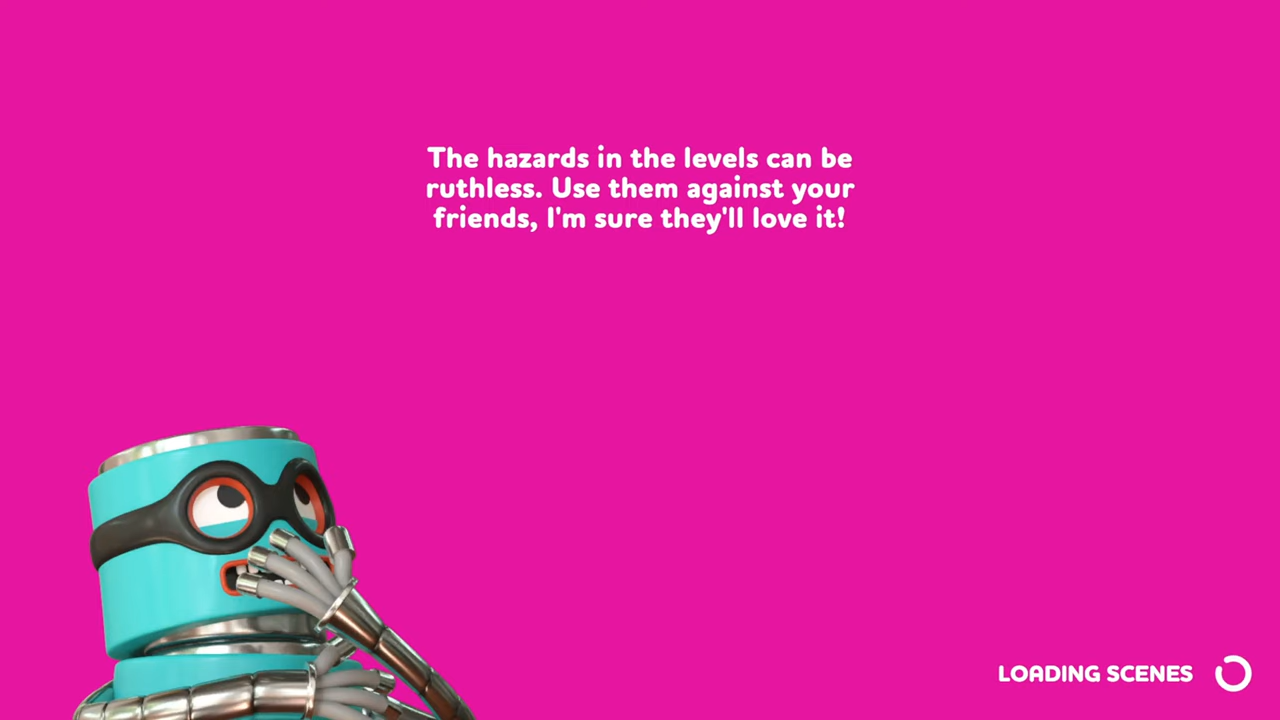 The hazards in the levels can be
ruthless. Use them against your
friends, I'm sure they'll love it!
LOADING SCENES